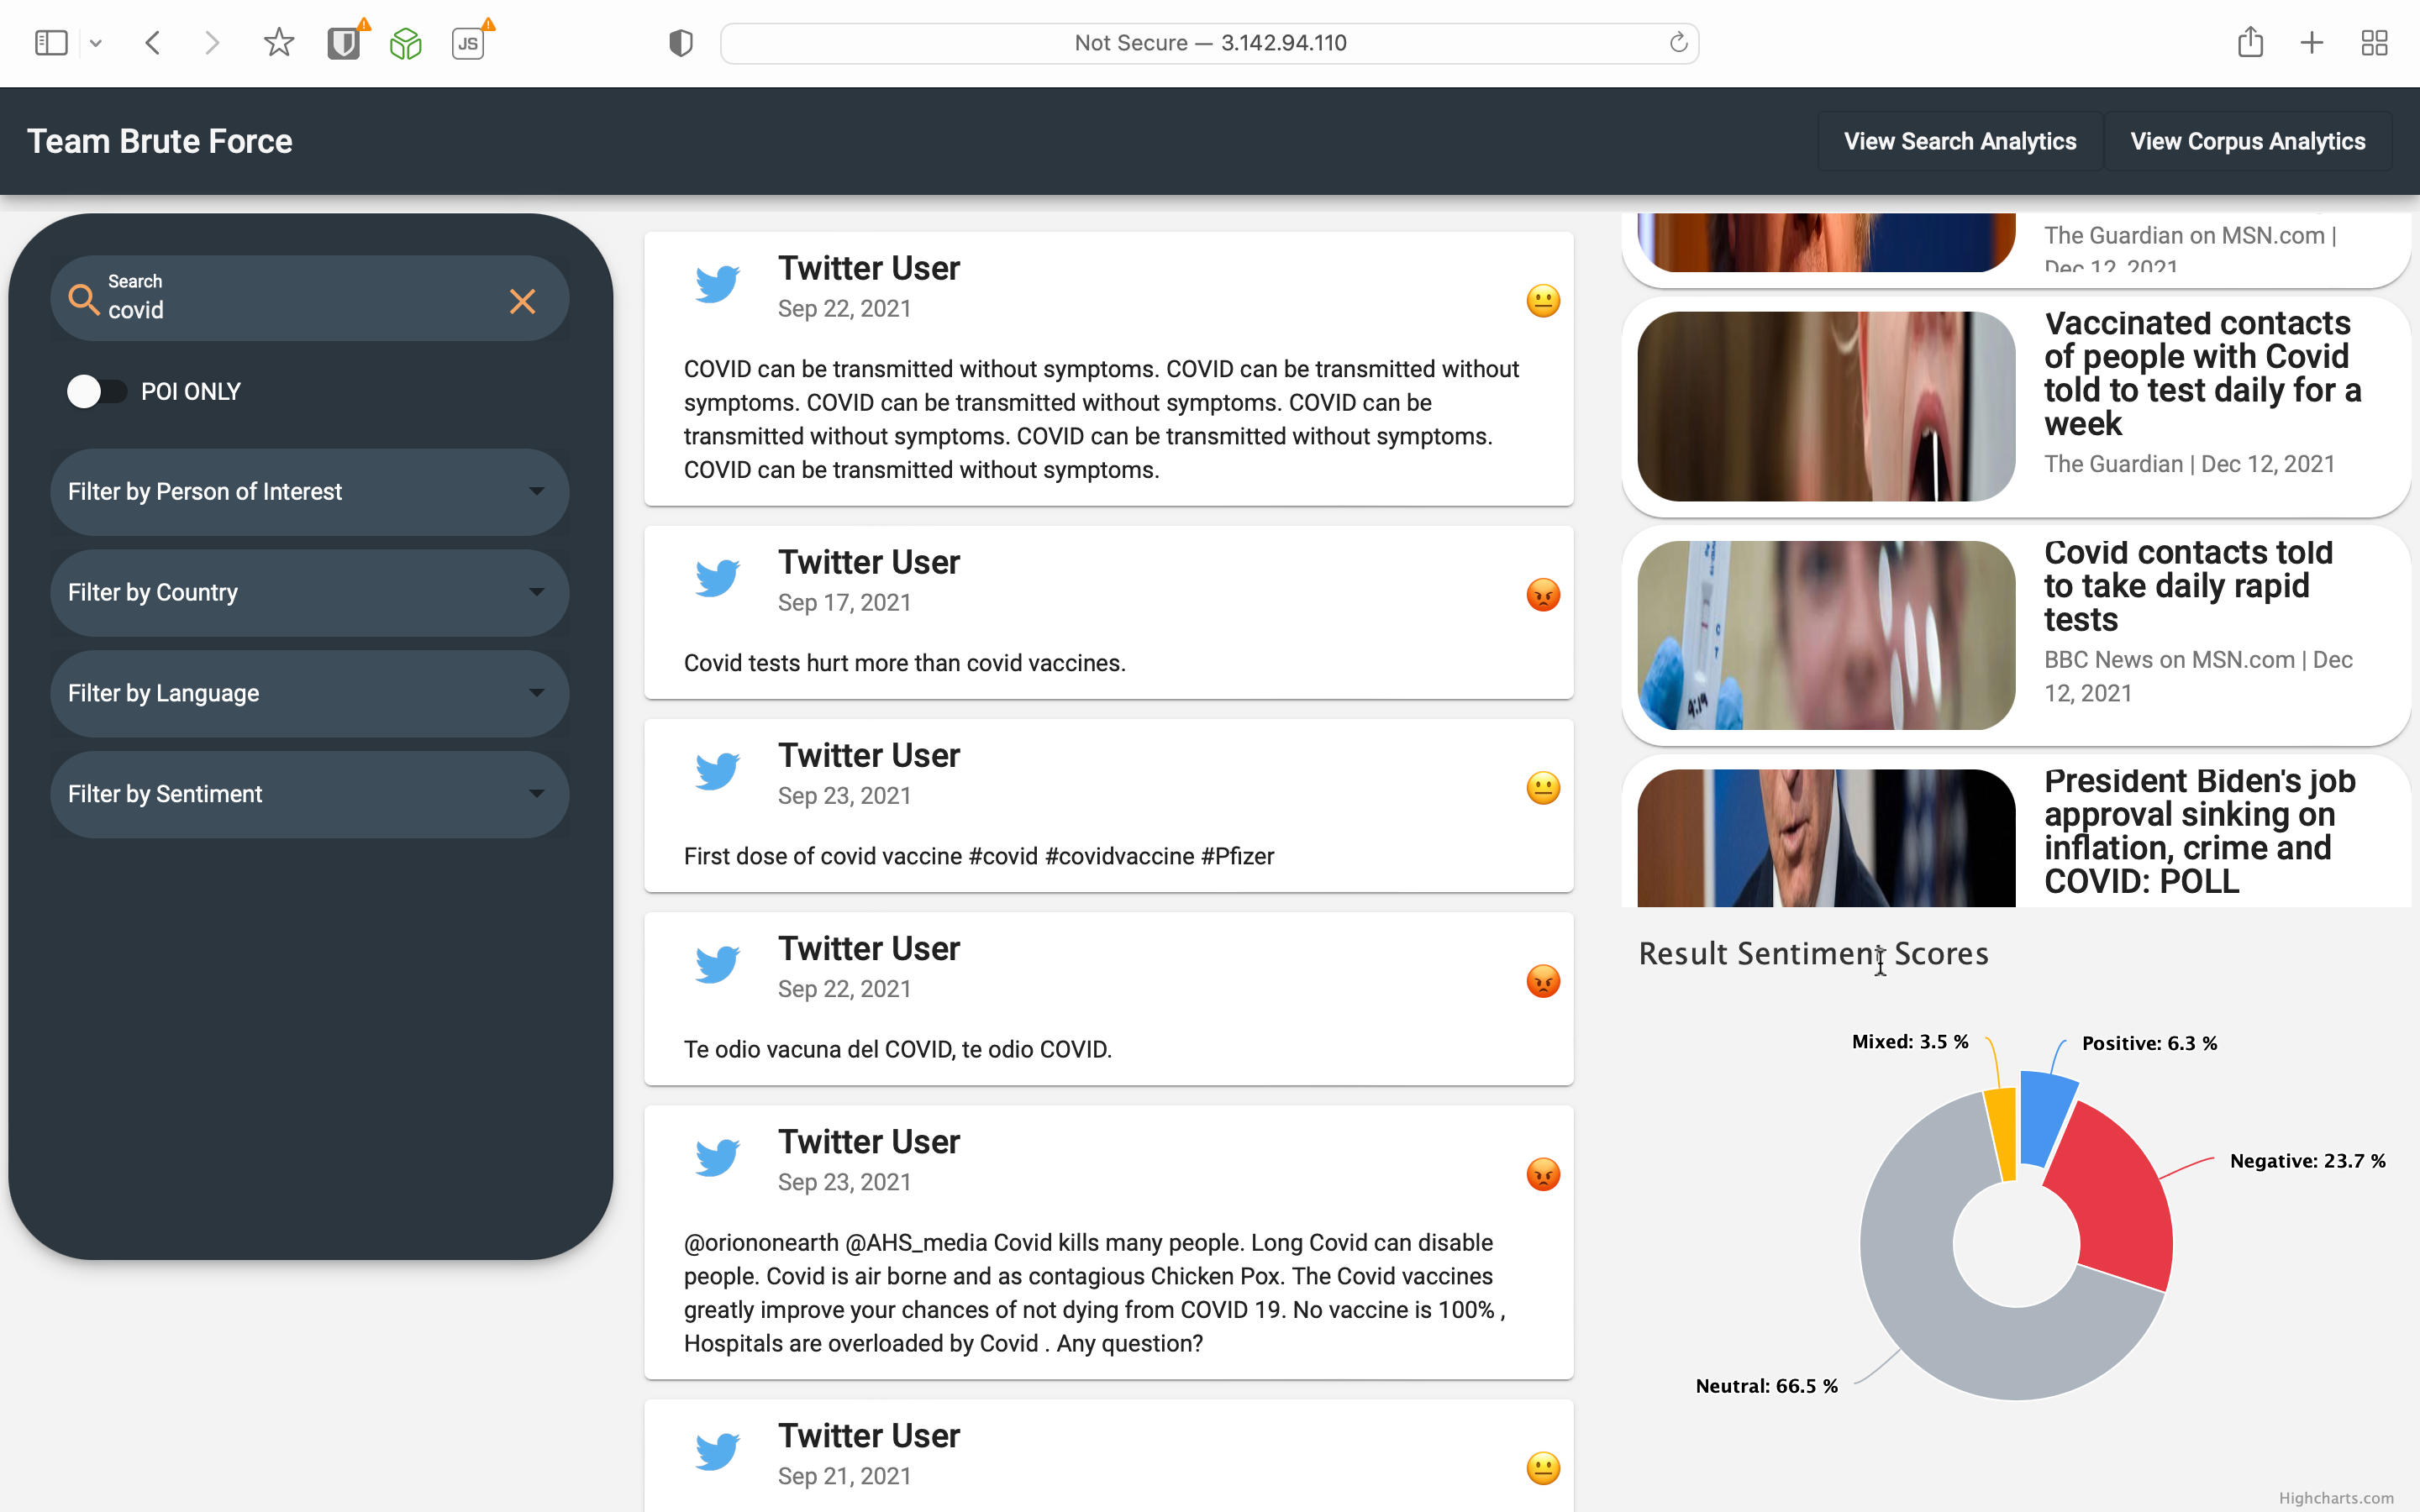 Not Secure — 3.142.94.110
JS
Team Brute Force
View Search Analytics
View Corpus Analytics
Search
covid
POI ONLY
Filter by Person of Interest
Filter by Country
Filter by Language
Filter by Sentiment
Twitter User
Sep 22, 2021
COVID can be transmitted without symptoms. COVID can be transmitted without
symptoms. COVID can be transmitted without symptoms. COVID can be
transmitted without symptoms. COVID can be transmitted without symptoms.
COVID can be transmitted without symptoms.
Twitter User
Sep 17, 2021
Covid tests hurt more than covid vaccines.
Twitter User
Sep 23, 2021
First dose of covid vaccine #covid #covidvaccine #Pfizer
Twitter User
Sep 22, 2021
Te odio vacuna del COVID, te odio COVID.
Twitter User
Sep 23, 2021
@oriononearth @AHS_media Covid kills many people. Long Covid can disable
people. Covid is air borne and as contagious Chicken Pox. The Covid vaccines
greatly improve your chances of not dying from COVID 19. No vaccine is 100% ,
Hospitals are overloaded by Covid . Any question?
Twitter User
Sep 21, 2021
The Guardian on MSN.com |
Dec 12, 2021
Vaccinated contacts
of people with Covid
told to test daily for a
week
The Guardian | Dec 12, 2021
Covid contacts told
to take daily rapid
tests
BBC News on MSN.com | Dec
12, 2021
4:19
C
T
President Biden's job
approval sinking on
inflation, crime and
COVID: POLL
Result Sentiment Scores
Mixed: 3.5 %
Positive: 6.3 %
Negative: 23.7 %
Neutral: 66.5 %
Highcharts.com